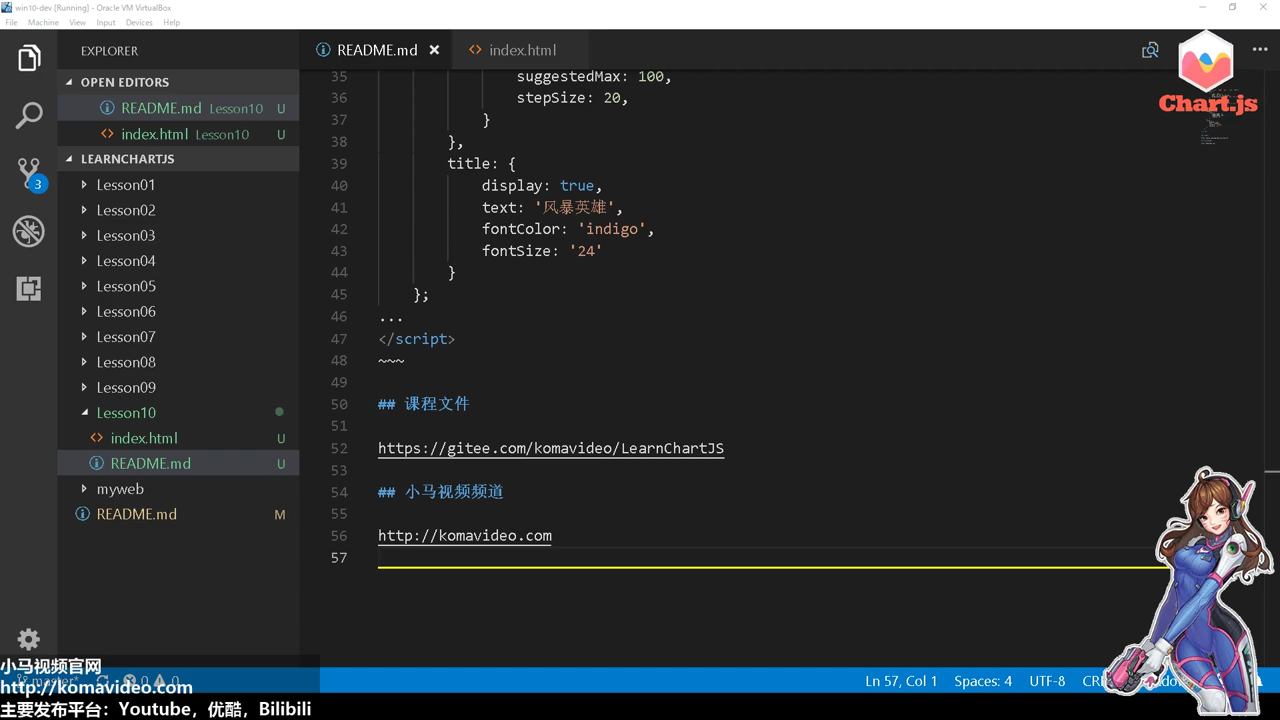 win10-dev [Running] - Oracle VM VirtualBox
File Machine View Input Devices Help
EXPLORER
OPEN EDITORS
README.md Lesson10 U
index.html Lesson10 U
LEARNCHARTJS
Lesson01
Lesson02
Lesson03
Lesson04
Lesson05
Lesson06
Lesson07
Lesson08
Lesson09
Lesson10
index.html U
README.md U
myweb
README.md M
3
README.md
index.html
Chart.js
35 suggestedMax: 100,
36 stepSize: 20,
37 }
38 },
39 title: {
40 display: true,
41 text: '风暴英雄',
42 fontColor: 'indigo',
43 fontSize: '24'
44 }
45 };
46 ...
47 </script>
48 ~~~
49
50 ## 课程文件
51
52 https://gitee.com/komavideo/LearnChartJS
53
54 ## 小马视频频道
55
56 http://komavideo.com
57
小马视频官网
master* 0 0
http://komavideo.com
主要发布平台：Youtube，优酷，Bilibili
Ln 57, Col 1 Spaces: 4 UTF-8